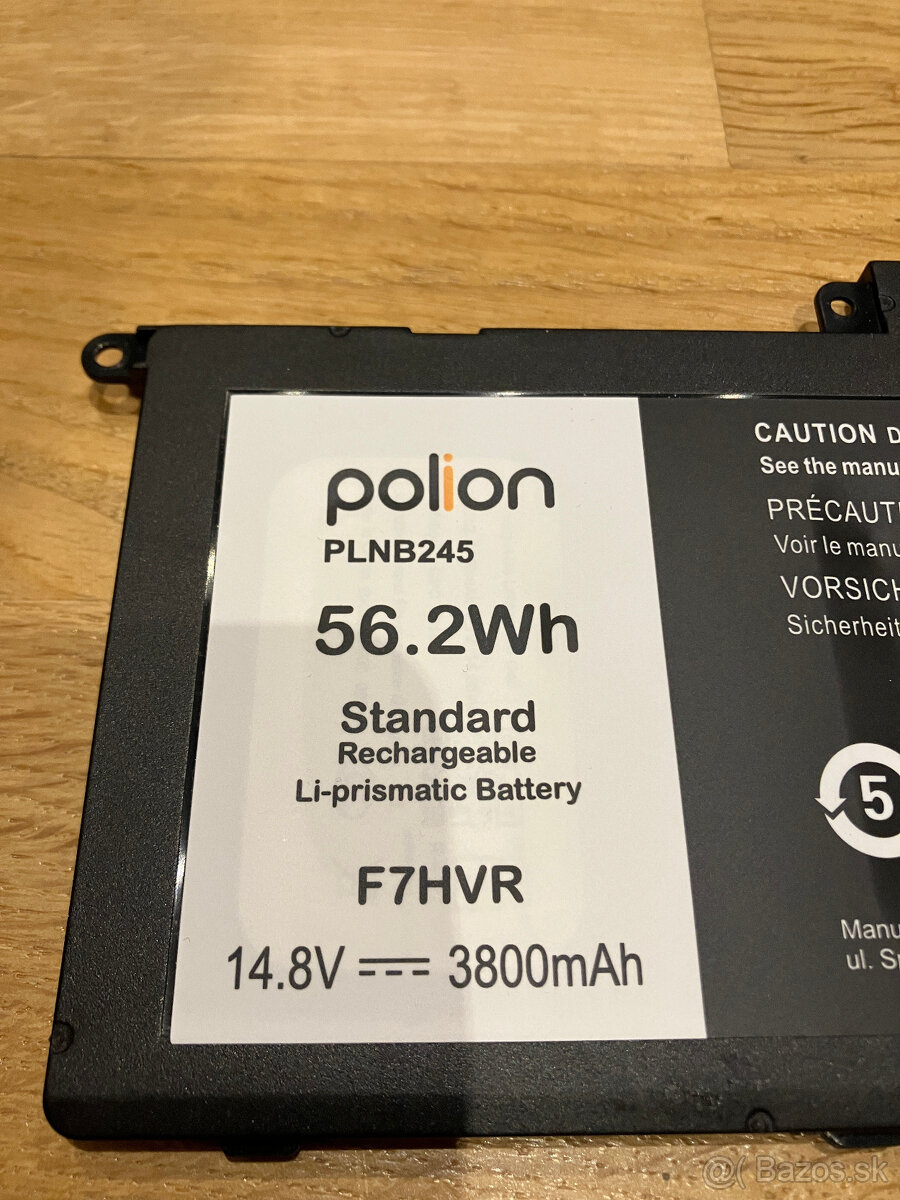 polion
PLNB245
56.2Wh
Standard
Rechargeable
Li-prismatic Battery
F7HVR
14.8V 3800mAh
CAUTION D
See the manu
PRÉCAUTI
Voir le manu
VORSICH
Sicherheit
5
Manu
ul. Sp
@( Bazos.sk